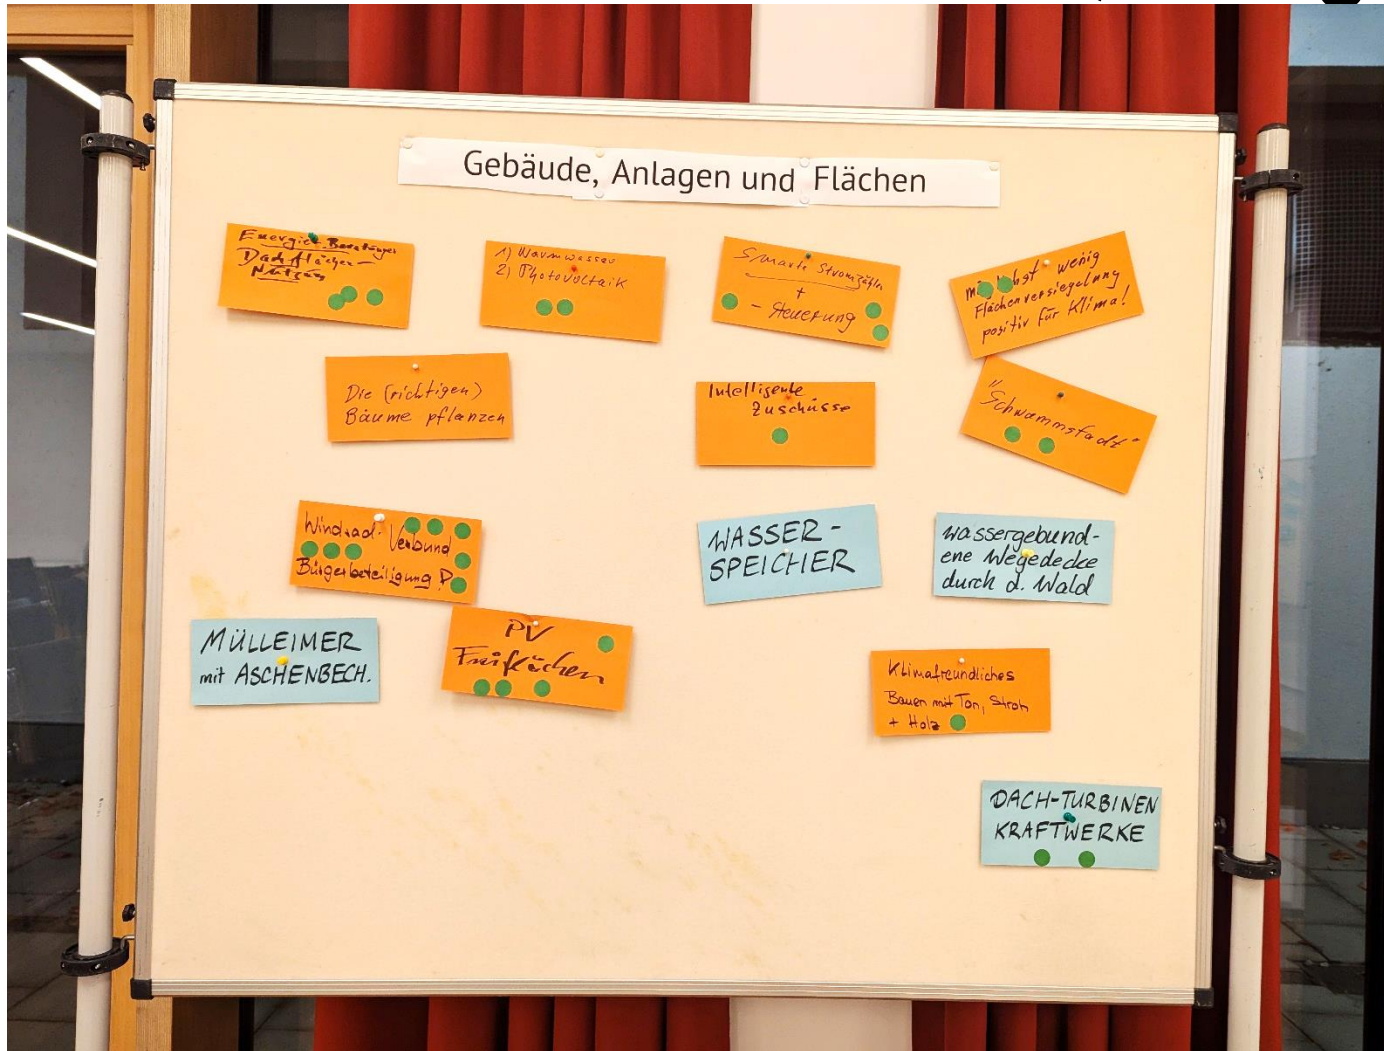 Gebäude, Anlagen und Flächen
Energie-Beratungen
Dachflächen-
Nutzung
1) Warmwasser
2) Photovoltaik
Smarte Stromzähler
+
- Steuerung
möglichst wenig
Flächenversiegelung
positiv für Klima!
Die (richtigen)
Bäume pflanzen
Intelligente
Zuschüsse
"Schwammstadt"
Windrad-Verbund
Bürgerbeteiligung
WASSER-
SPEICHER
wassergebund-
ene Wegedecke
durch d. Wald
MÜLLEIMER
mit ASCHENBECH.
PV
Freiflächen
Klimafreundliches
Bauen mit Ton, Stroh
+ Holz
DACH-TURBINEN
KRAFTWERKE